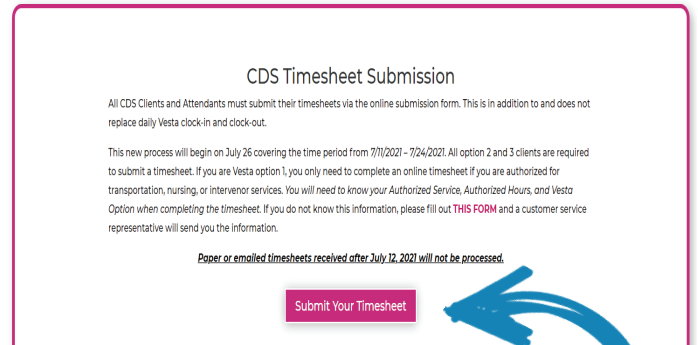 CDS Timesheet Submission
All CDS Clients and Attendants must submit their timesheets via the online submission form. This is in addition to and does not
replace daily Vesta clock-in and clock-out.
This new process will begin on July 26 covering the time period from 7/11/2021 – 7/24/2021. All option 2 and 3 clients are required
to submit a timesheet. If you are Vesta option 1, you only need to complete an online timesheet if you are authorized for
transportation, nursing, or intervenor services. You will need to know your Authorized Service, Authorized Hours, and Vesta
Option when completing the timesheet. If you do not know this information, please fill out THIS FORM and a customer service
representative will send you the information.
Paper or emailed timesheets received after July 12, 2021 will not be processed.
Submit Your Timesheet